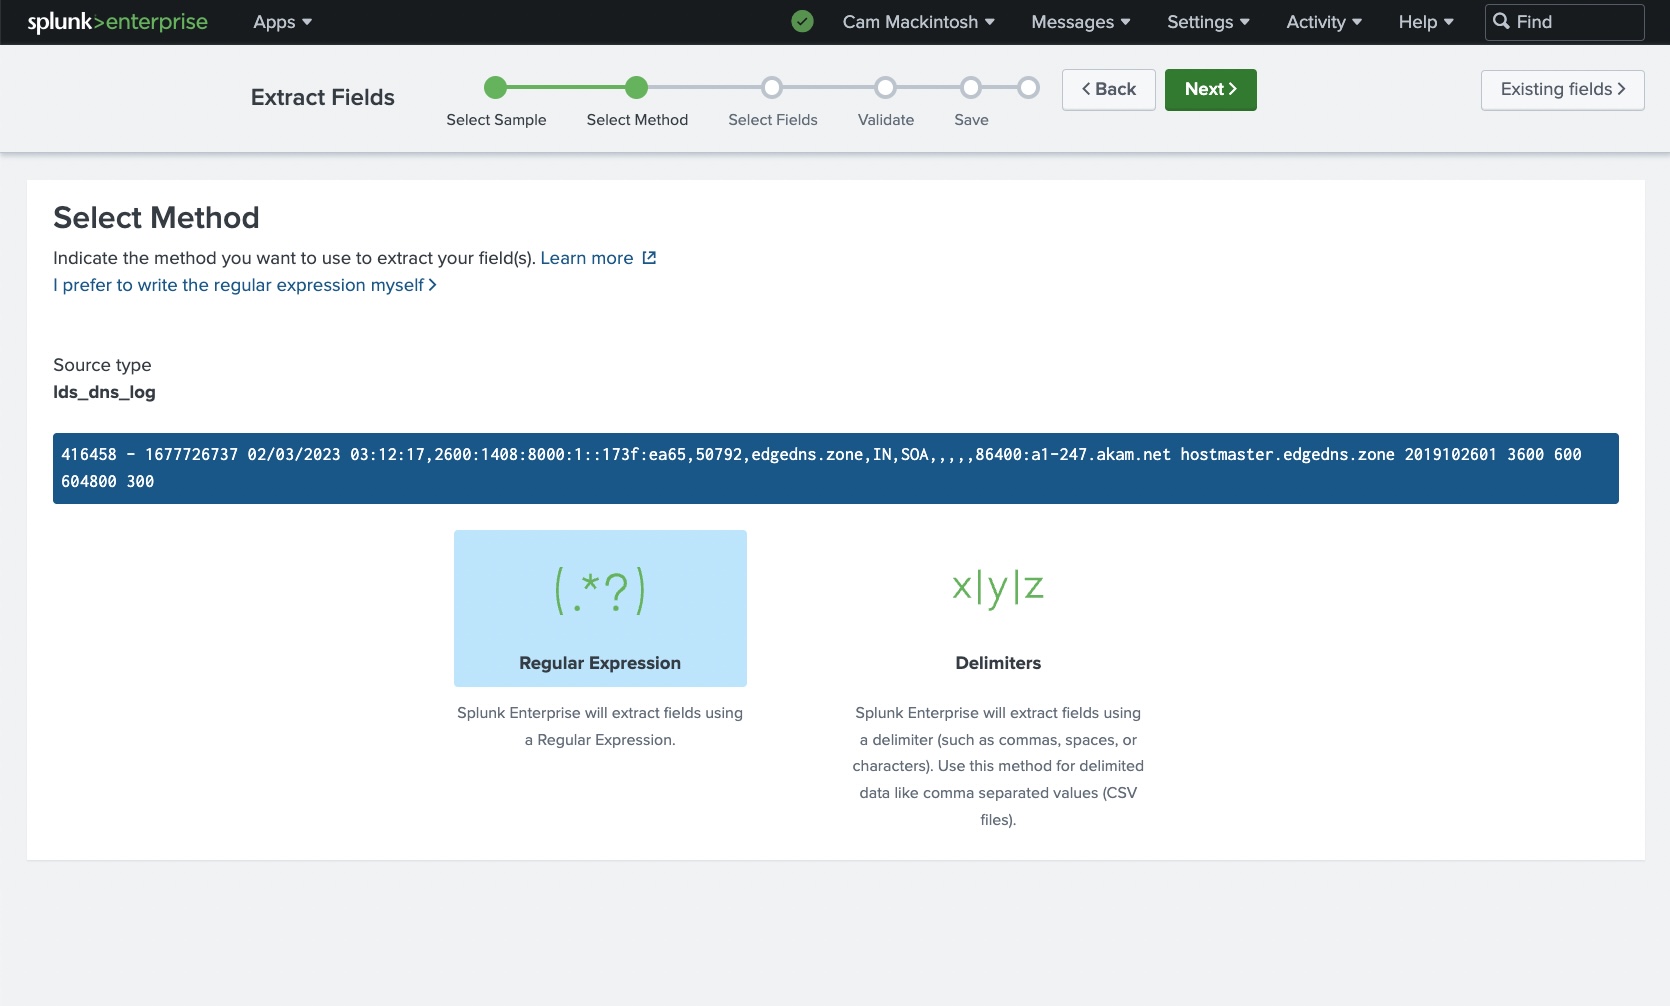 splunk>enterprise Apps Cam Mackintosh Messages Settings Activity Help Find
Extract Fields
Select Sample Select Method Select Fields Validate Save
Back Next Existing fields
Select Method
Indicate the method you want to use to extract your field(s). Learn more
I prefer to write the regular expression myself
Source type
lds_dns_log
416458 - 1677726737 02/03/2023 03:12:17,2600:1408:8000:1::173f:ea65,50792,edgedns.zone,IN,SOA,,,,,86400:a1-247.akam.net hostmaster.edgedns.zone 2019102601 3600 600
604800 300
(.*?)
Regular Expression
Splunk Enterprise will extract fields using
a Regular Expression.
x|y|z
Delimiters
Splunk Enterprise will extract fields using
a delimiter (such as commas, spaces, or
characters). Use this method for delimited
data like comma separated values (CSV
files).